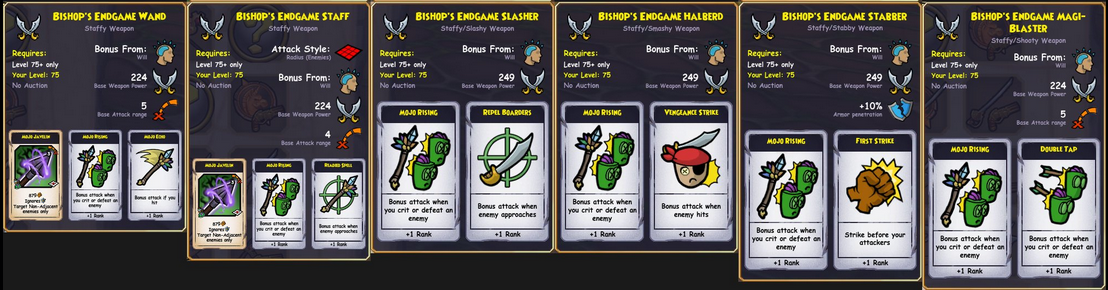 BISHOP'S ENDGAME WAND
Staffy Weapon
Requires:
Level 75+ only
Your Level: 75
No Auction
Bonus From:
Will
224
Base Weapon Power
5
Base Attack range
MOJO JAVELIN
879
Ignores
Target Non-Adjacent
enemies only
MOJO RISING
Bonus attack when
you crit or defeat an
enemy
+1 Rank
MOJO ECHO
Bonus attack if you
hit
+1 Rank
BISHOP'S ENDGAME STAFF
Staffy Weapon
Requires:
Level 75+ only
Your Level: 75
No Auction
Attack Style:
Radius (Enemies)
Bonus From:
Will
224
Base Weapon Power
4
Base Attack range
MOJO JAVELIN
879
Ignores
Target Non-Adjacent
enemies only
MOJO RISING
Bonus attack when
you crit or defeat an
enemy
+1 Rank
READIED SPELL
Bonus attack when
enemy approaches
+1 Rank
BISHOP'S ENDGAME SLASHER
Staffy/Slashy Weapon
Requires:
Level 75+ only
Your Level: 75
No Auction
Bonus From:
Will
249
Base Weapon Power
MOJO RISING
Bonus attack when
you crit or defeat an
enemy
+1 Rank
REPEL BOARDERS
Bonus attack when
enemy approaches
+1 Rank
BISHOP'S ENDGAME HALBERD
Staffy/Smashy Weapon
Requires:
Level 75+ only
Your Level: 75
No Auction
Bonus From:
Will
249
Base Weapon Power
MOJO RISING
Bonus attack when
you crit or defeat an
enemy
+1 Rank
VENGEANCE STRIKE
Bonus attack when
enemy hits
+1 Rank
BISHOP'S ENDGAME STABBER
Staffy/Stabby Weapon
Requires:
Level 75+ only
Your Level: 75
No Auction
Bonus From:
Will
249
Base Weapon Power
+10%
Armor penetration
MOJO RISING
Bonus attack when
you crit or defeat an
enemy
+1 Rank
FIRST STRIKE
Strike before your
attackers
+1 Rank
BISHOP'S ENDGAME MAGI-
BLASTER
Staffy/Shooty Weapon
Requires:
Level 75+ only
Your Level: 75
No Auction
Bonus From:
Will
224
Base Weapon Power
5
Base Attack range
MOJO RISING
Bonus attack when
you crit or defeat an
enemy
+1 Rank
DOUBLE TAP
Bonus attack when
you crit or defeat an
enemy
+1 Rank